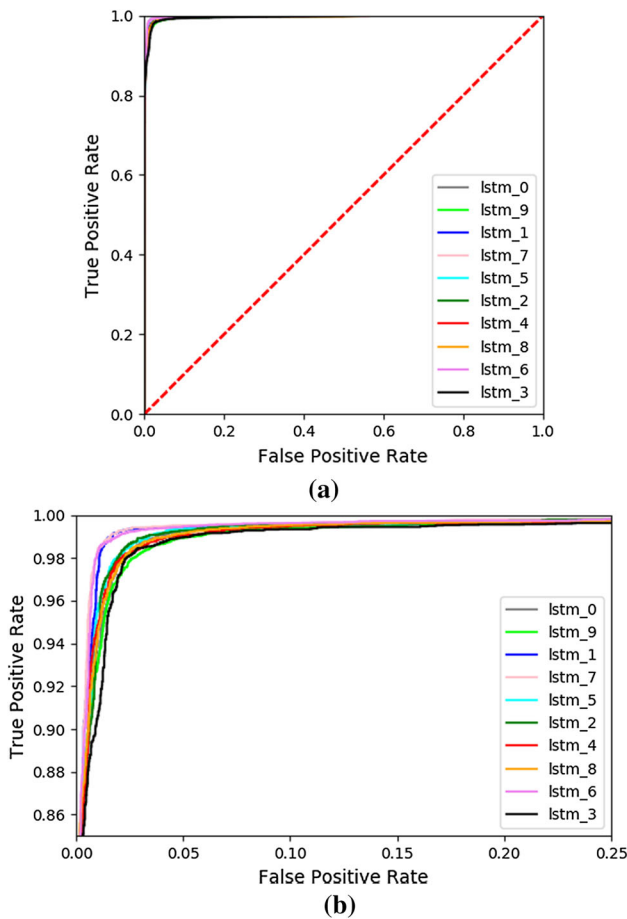 1.0
0.8
0.6
0.4
0.2
0.0
True Positive Rate
lstm_0
lstm_9
lstm_1
lstm_7
lstm_5
lstm_2
lstm_4
lstm_8
lstm_6
lstm_3
0.0 0.2 0.4 0.6 0.8 1.0
False Positive Rate
(a)
1.00
0.98
0.96
0.94
0.92
0.90
0.88
0.86
True Positive Rate
lstm_0
lstm_9
lstm_1
lstm_7
lstm_5
lstm_2
lstm_4
lstm_8
lstm_6
lstm_3
0.00 0.05 0.10 0.15 0.20 0.25
False Positive Rate
(b)